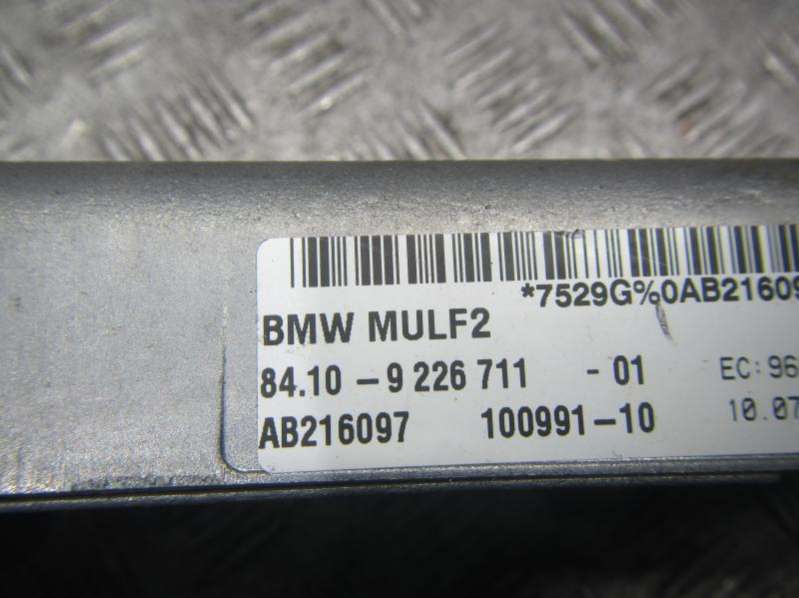 *7529G%0AB21609
BMW MULF2
84.10 - 9 226 711 - 01 EC: 96
AB216097 100991-10 10.07